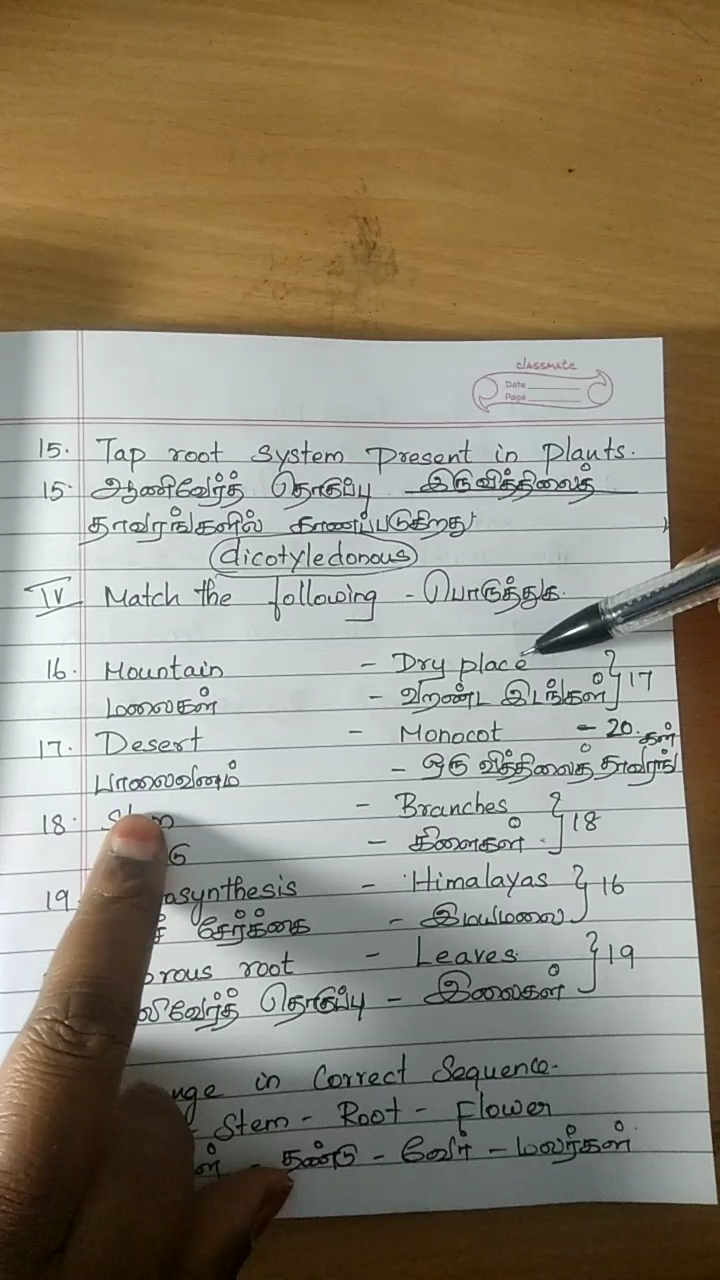 classmate
Date
Page
15. Tap root system Present in Plants.
15. ஆணிவேர்த் தொகுப்பு இருவித்திலைத்
தாவரங்களில் காணப்படுகிறது
dicotyledonous
IV Match the following - பொருத்துக.
16. Mountain - Dry place
மலைகள் - வறண்ட இடங்கள் } 17
17. Desert - Monocot - 20.
பாலைவனம் - ஒரு வித்திலைத் தாவரங்கள்
18. - Branches
- கிளைகள் } 18
19. osynthesis - Himalayas
சேர்க்கை - இமயமலை } 16
rous root - Leaves
லிவேர்த் தொகுப்பு - இலைகள் } 19
nge in Correct Sequence.
Stem - Root - Flower
ள் - தண்டு - வேர் - மலர்கள்